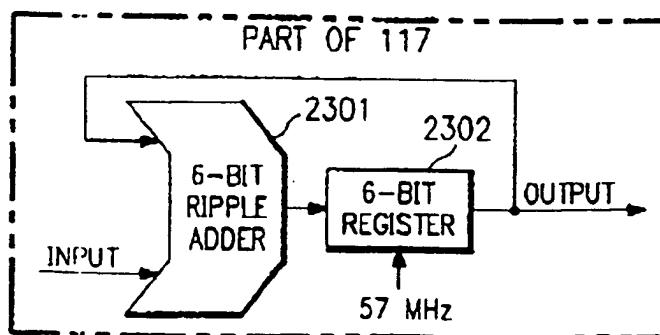 PART OF 117
2301
2302
6-BIT
RIPPLE
ADDER
6-BIT
REGISTER
OUTPUT
INPUT
57 MHz